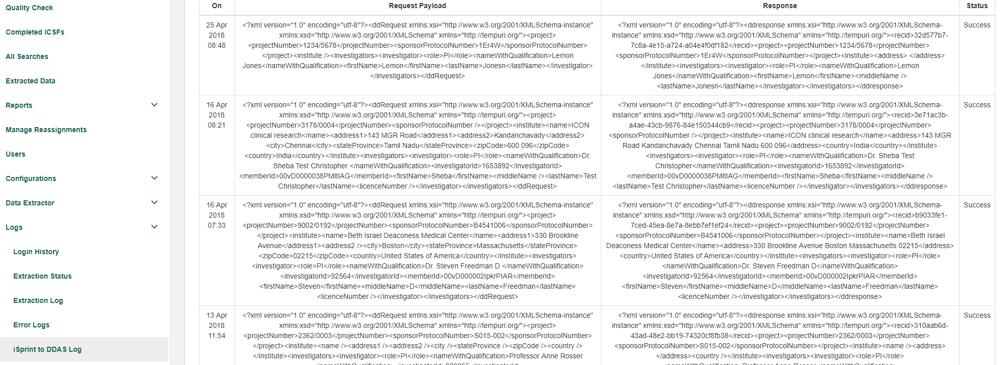 Quality Check
Completed ICSFs
All Searches
Extracted Data
Reports
Manage Reassignments
Users
Configurations
Data Extractor
Logs
Login History
Extraction Status
Extraction Log
Error Logs
iSprint to DDAS Log
On Request Payload Response Status
25 Apr
2018
08:48
<?xml version="1.0" encoding="utf-8"?><ddRequest xmlns:xsi="http://www.w3.org/2001/XMLSchema-instance"
xmlns:xsd="http://www.w3.org/2001/XMLSchema" xmlns="http://tempuri.org/"><project>
<projectNumber>1234/5678</projectNumber><sponsorProtocolNumber>1Er4W</sponsorProtocolNumber>
</project><institute /><investigators><investigator><role>PI</role><nameWithQualification>Lemon
Jones</nameWithQualification><firstName>Lemon</firstName><lastName>Jonesn</lastName></investigator>
</investigators></ddRequest>
<?xml version="1.0" encoding="utf-8"?><ddresponse xmlns:xsi="http://www.w3.org/2001/XMLSchema-
instance" xmlns:xsd="http://www.w3.org/2001/XMLSchema" xmlns="http://tempuri.org/"><recid>32d577b7-
7c8a-4e15-a724-a04e4f0df182</recid><project><projectNumber>1234/5678</projectNumber>
<sponsorProtocolNumber>1Er4W</sponsorProtocolNumber></project><institute><address> </address>
</institute><investigators><investigator><role>PI</role><nameWithQualification>Lemon
Jones</nameWithQualification><firstName>Lemon</firstName><middleName />
<lastName>Jonesn</lastName></investigator></investigators></ddresponse>
Success
16 Apr
2018
08:21
<?xml version="1.0" encoding="utf-8"?><ddRequest xmlns:xsi="http://www.w3.org/2001/XMLSchema-instance"
xmlns:xsd="http://www.w3.org/2001/XMLSchema" xmlns="http://tempuri.org/"><project>
<projectNumber>3178/0004</projectNumber><sponsorProtocolNumber /></project><institute><name>ICON
clinical research</name><address1>143 MGR Road</address1><address2>Kandanchavady</address2>
<city>Chennai</city><stateProvince>Tamil Nadu</stateProvince><zipCode>600 096</zipCode>
<country>India</country></institute><investigators><investigator><role>PI</role><nameWithQualification>Dr.
Sheba Test Christopher </nameWithQualification><investigatorId>1653892</investigatorId>
<memberId>00vD0000038PMItIAG</memberId><firstName>Sheba</firstName><middleName /><lastName>Test
Christopher</lastName><licenceNumber /></investigator></investigators></ddRequest>
<?xml version="1.0" encoding="utf-8"?><ddresponse xmlns:xsi="http://www.w3.org/2001/XMLSchema-
instance" xmlns:xsd="http://www.w3.org/2001/XMLSchema" xmlns="http://tempuri.org/"><recid>3e71ac3b-
a4ae-43cb-9876-84e150344cb9</recid><project><projectNumber>3178/0004</projectNumber>
<sponsorProtocolNumber /></project><institute><name>ICON clinical research</name><address>143 MGR
Road Kandanchavady Chennai Tamil Nadu 600 096</address><country>India</country></institute>
<investigators><investigator><role>PI</role><nameWithQualification>Dr. Sheba Test
Christopher</nameWithQualification><investigatorId>1653892</investigatorId>
<memberId>00vD0000038PMItIAG</memberId><firstName>Sheba</firstName><middleName />
<lastName>Test Christopher</lastName><licenceNumber /></investigator></investigators></ddresponse>
Success
16 Apr
2018
07:33
<?xml version="1.0" encoding="utf-8"?><ddRequest xmlns:xsi="http://www.w3.org/2001/XMLSchema-instance"
xmlns:xsd="http://www.w3.org/2001/XMLSchema" xmlns="http://tempuri.org/"><project>
<projectNumber>9002/0192</projectNumber><sponsorProtocolNumber>B4541006</sponsorProtocolNumber>
</project><institute><name>Beth Israel Deaconess Medical Center</name><address1>330 Brookline
Avenue</address1><address2 /><city>Boston</city><stateProvince>Massachusetts</stateProvince>
<zipCode>02215</zipCode><country>United States of America</country></institute><investigators>
<investigator><role>PI</role><nameWithQualification>Dr. Steven Freedman D </nameWithQualification>
<investigatorId>92564</investigatorId><memberId>00vD000002IpkrPIAR</memberId>
<firstName>Steven</firstName><middleName>D</middleName><lastName>Freedman</lastName>
<licenceNumber /></investigator></investigators></ddRequest>
<?xml version="1.0" encoding="utf-8"?><ddresponse xmlns:xsi="http://www.w3.org/2001/XMLSchema-
instance" xmlns:xsd="http://www.w3.org/2001/XMLSchema" xmlns="http://tempuri.org/"><recid>b9033fe1-
7ced-45ea-8e7a-8ebb7ef1ef24</recid><project><projectNumber>9002/0192</projectNumber>
<sponsorProtocolNumber>B4541006</sponsorProtocolNumber></project><institute><name>Beth Israel
Deaconess Medical Center</name><address>330 Brookline Avenue Boston Massachusetts 02215</address>
<country>United States of America</country></institute><investigators><investigator><role>PI</role>
<nameWithQualification>Dr. Steven Freedman D</nameWithQualification>
<investigatorId>92564</investigatorId><memberId>00vD000002IpkrPIAR</memberId>
<firstName>Steven</firstName><middleName>D</middleName><lastName>Freedman</lastName>
<licenceNumber /></investigator></investigators></ddresponse>
Success
13 Apr
2018
11:54
<?xml version="1.0" encoding="utf-8"?><ddRequest xmlns:xsi="http://www.w3.org/2001/XMLSchema-instance"
xmlns:xsd="http://www.w3.org/2001/XMLSchema" xmlns="http://tempuri.org/"><project>
<projectNumber>2362/0003</projectNumber><sponsorProtocolNumber>S015-002</sponsorProtocolNumber>
</project><institute><name /><address1 /><address2 /><city /><stateProvince /><zipCode /><country />
</institute><investigators><investigator><role>PI</role><nameWithQualification>Professor Anne Rosser
<?xml version="1.0" encoding="utf-8"?><ddresponse xmlns:xsi="http://www.w3.org/2001/XMLSchema-
instance" xmlns:xsd="http://www.w3.org/2001/XMLSchema" xmlns="http://tempuri.org/"><recid>310aab6d-
43ad-48e2-bb19-74320cf8fb38</recid><project><projectNumber>2362/0003</projectNumber>
<sponsorProtocolNumber>S015-002</sponsorProtocolNumber></project><institute><name /><address>
</address><country /></institute><investigators><investigator><role>PI</role>
Success